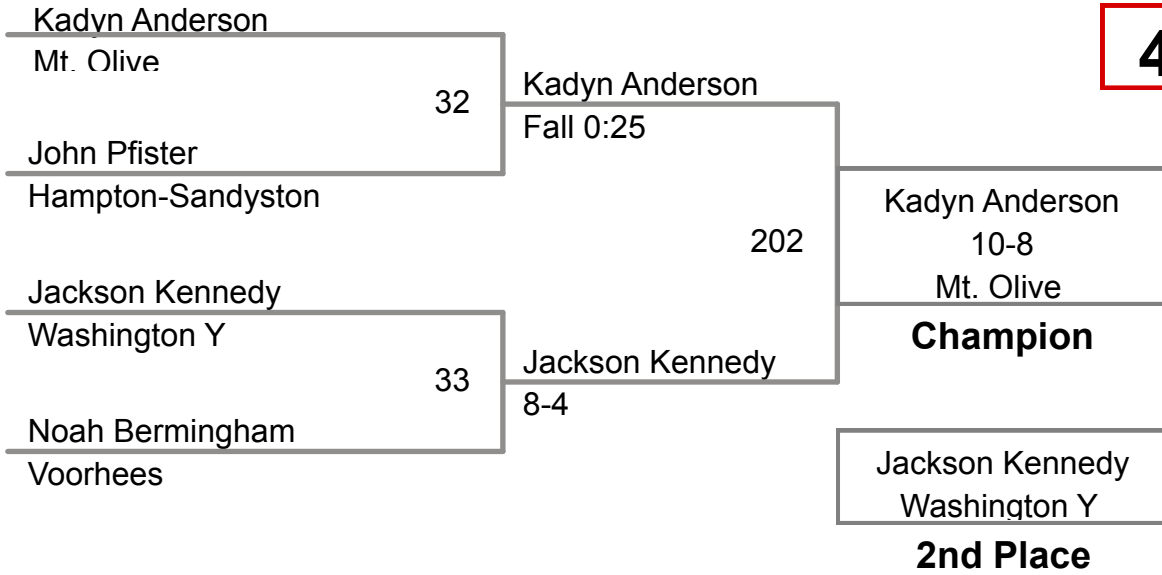 Kadyn Anderson
Mt. Olive
32
John Pfister
Hampton-Sandyston
Jackson Kennedy
Washington Y
33
Noah Bermingham
Voorhees
Kadyn Anderson
Fall 0:25
202
Jackson Kennedy
8-4
4
Kadyn Anderson
10-8
Mt. Olive
Champion
Jackson Kennedy
Washington Y
2nd Place